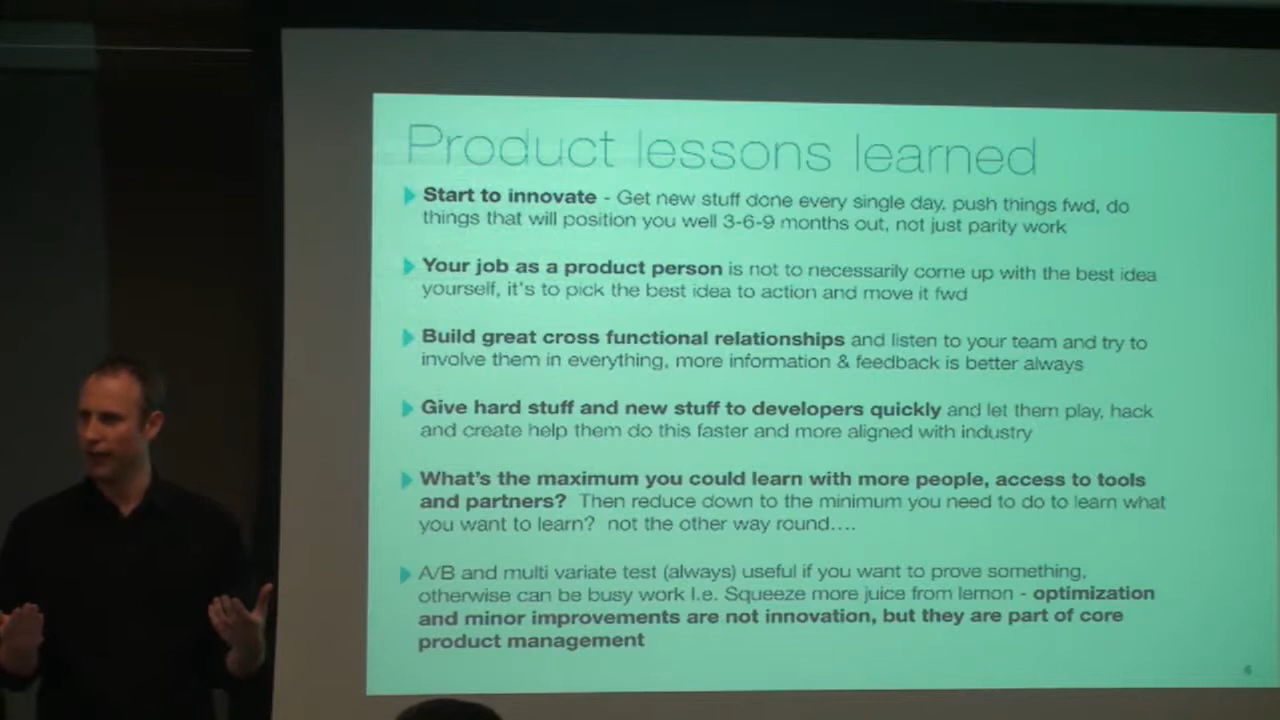 Product lessons learned
Start to innovate - Get new stuff done every single day, push things fwd, do
things that will position you well 3-6-9 months out, not just parity work
Your job as a product person is not to necessarily come up with the best idea
yourself, it's to pick the best idea to action and move it fwd
Build great cross functional relationships and listen to your team and try to
involve them in everything, more information & feedback is better always
Give hard stuff and new stuff to developers quickly and let them play, hack
and create help them do this faster and more aligned with industry
What's the maximum you could learn with more people, access to tools
and partners? Then reduce down to the minimum you need to do to learn what
you want to learn? not the other way round....
A/B and multi variate test (always) useful if you want to prove something,
otherwise can be busy work I.e. Squeeze more juice from lemon - optimization
and minor improvements are not innovation, but they are part of core
product management